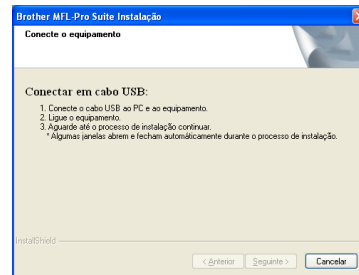 Brother MFL-Pro Suite Instalação
Conecte o equipamento
Conectar em cabo USB:
1. Conecte o cabo USB ao PC e ao equipamento.
2. Ligue o equipamento.
3. Aguarde até o processo de instalação continuar.
* Algumas janelas abrem e fecham automáticamente durante o processo de instalação.
InstallShield
< Anterior
Seguinte >
Cancelar